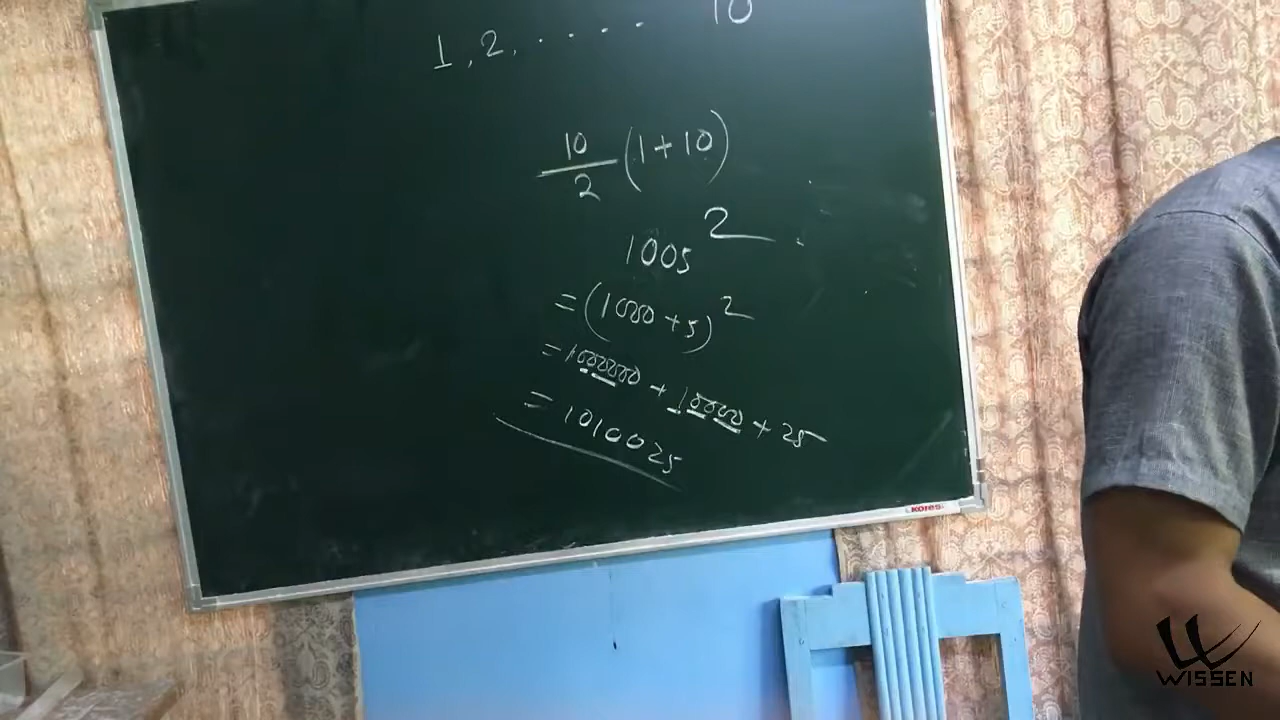 1, 2, . . . . . 10
10/2 (1 + 10)
1005²
= (1000 + 5)²
= 1000000 + 10000 + 25
= 1010025
KORES
WISSEN